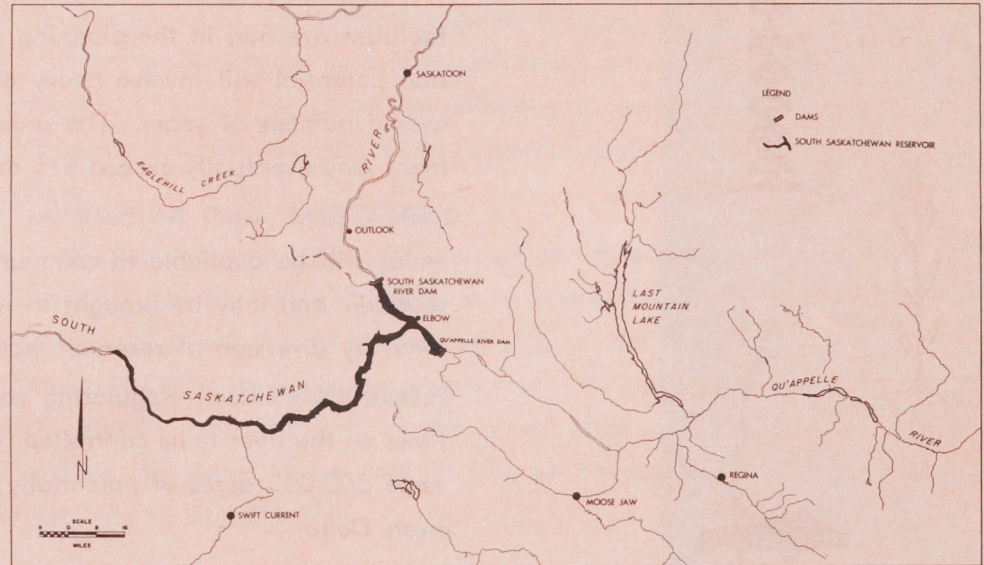 SASKATOON
LEGEND
DAMS
SOUTH SASKATCHEWAN RESERVOIR
EAGLEHILL CREEK
RIVER
OUTLOOK
SOUTH SASKATCHEWAN
RIVER DAM
ELBOW
QU'APPELLE RIVER DAM
LAST
MOUNTAIN
LAKE
SOUTH
SASKATCHEWAN
QU'APPELLE
RIVER
N
REGINA
MOOSE JAW
SWIFT CURRENT
SCALE
MILES